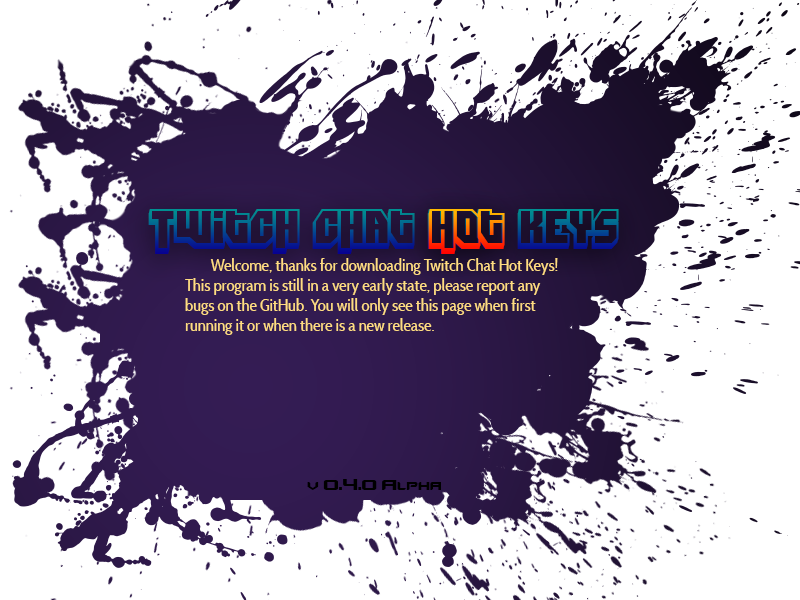 Twitch Chat Hot Keys
Welcome, thanks for downloading Twitch Chat Hot Keys!
This program is still in a very early state, please report any
bugs on the GitHub. You will only see this page when first
running it or when there is a new release.
v 0.4.0 Alpha